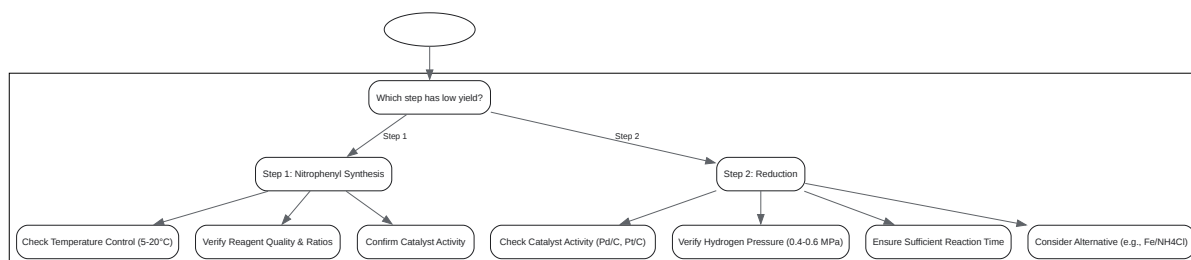 Which step has low yield?
Step 1
Step 2
Step 1: Nitrophenyl Synthesis
Step 2: Reduction
Check Temperature Control (5-20°C)
Verify Reagent Quality & Ratios
Confirm Catalyst Activity
Check Catalyst Activity (Pd/C, Pt/C)
Verify Hydrogen Pressure (0.4-0.6 MPa)
Ensure Sufficient Reaction Time
Consider Alternative (e.g., Fe/NH4Cl)